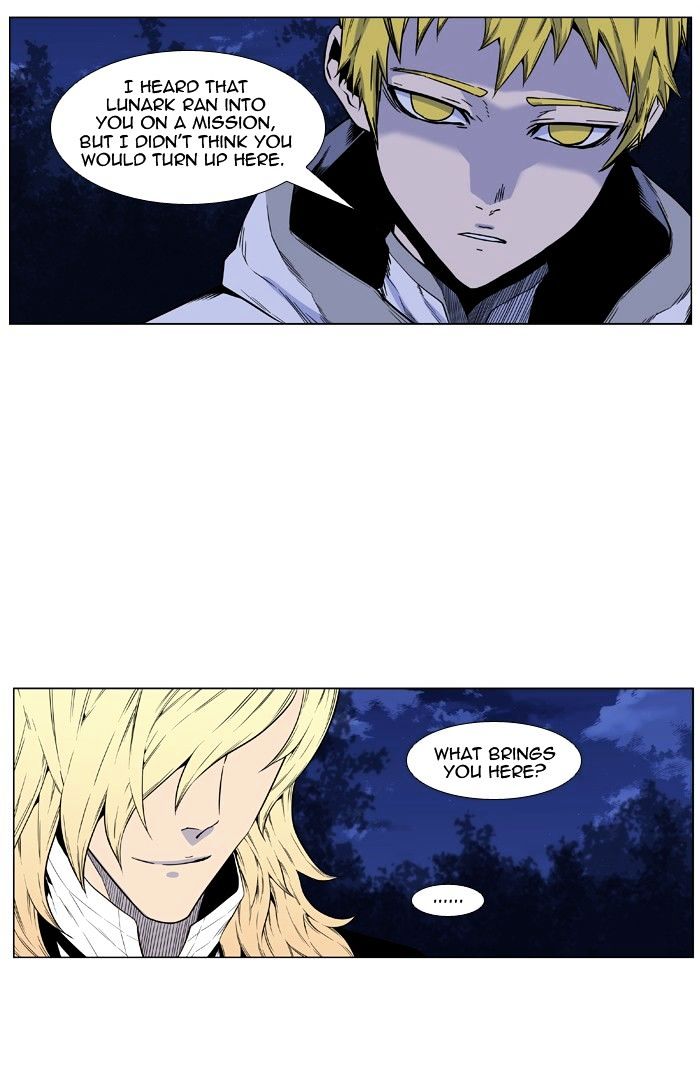 I HEARD THAT
LUNARK RAN INTO
YOU ON A MISSION,
BUT I DIDN'T THINK YOU
WOULD TURN UP HERE.
WHAT BRINGS
YOU HERE?
......